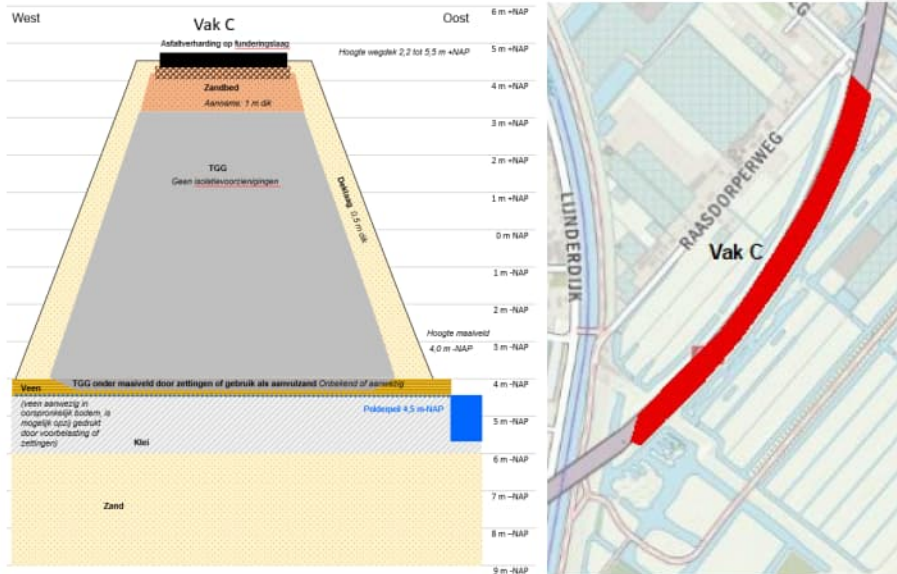 West
Vak C
Oost
Asfaltverharding op funderingslaag
Hoogte wegdek 2,2 tot 5,5 m +NAP
Zandbed
Aanname: 1 m dik
TGG
Geen isolatievoorzienigingen
Deklaag 0,5 m dik
Hoogte maaiveld
4,0 m -NAP
TGG onder maaiveld door zettingen of gebruik als aanvulzand Onbekend of aanwezig
Veen
(veen aanwezig in
oorspronkelijk bodem, is
mogelijk opzij gedrukt
door voorbelasting of
zettingen)
Polderpeil 4,5 m-NAP
Klei
Zand
6 m +NAP
5 m +NAP
4 m +NAP
3 m +NAP
2 m +NAP
1 m +NAP
0 m NAP
1 m -NAP
2 m -NAP
3 m -NAP
4 m -NAP
5 m -NAP
6 m -NAP
7 m -NAP
8 m -NAP
9 m -NAP
LIJNDERDIJK
RAASDORPERWEG
Vak C